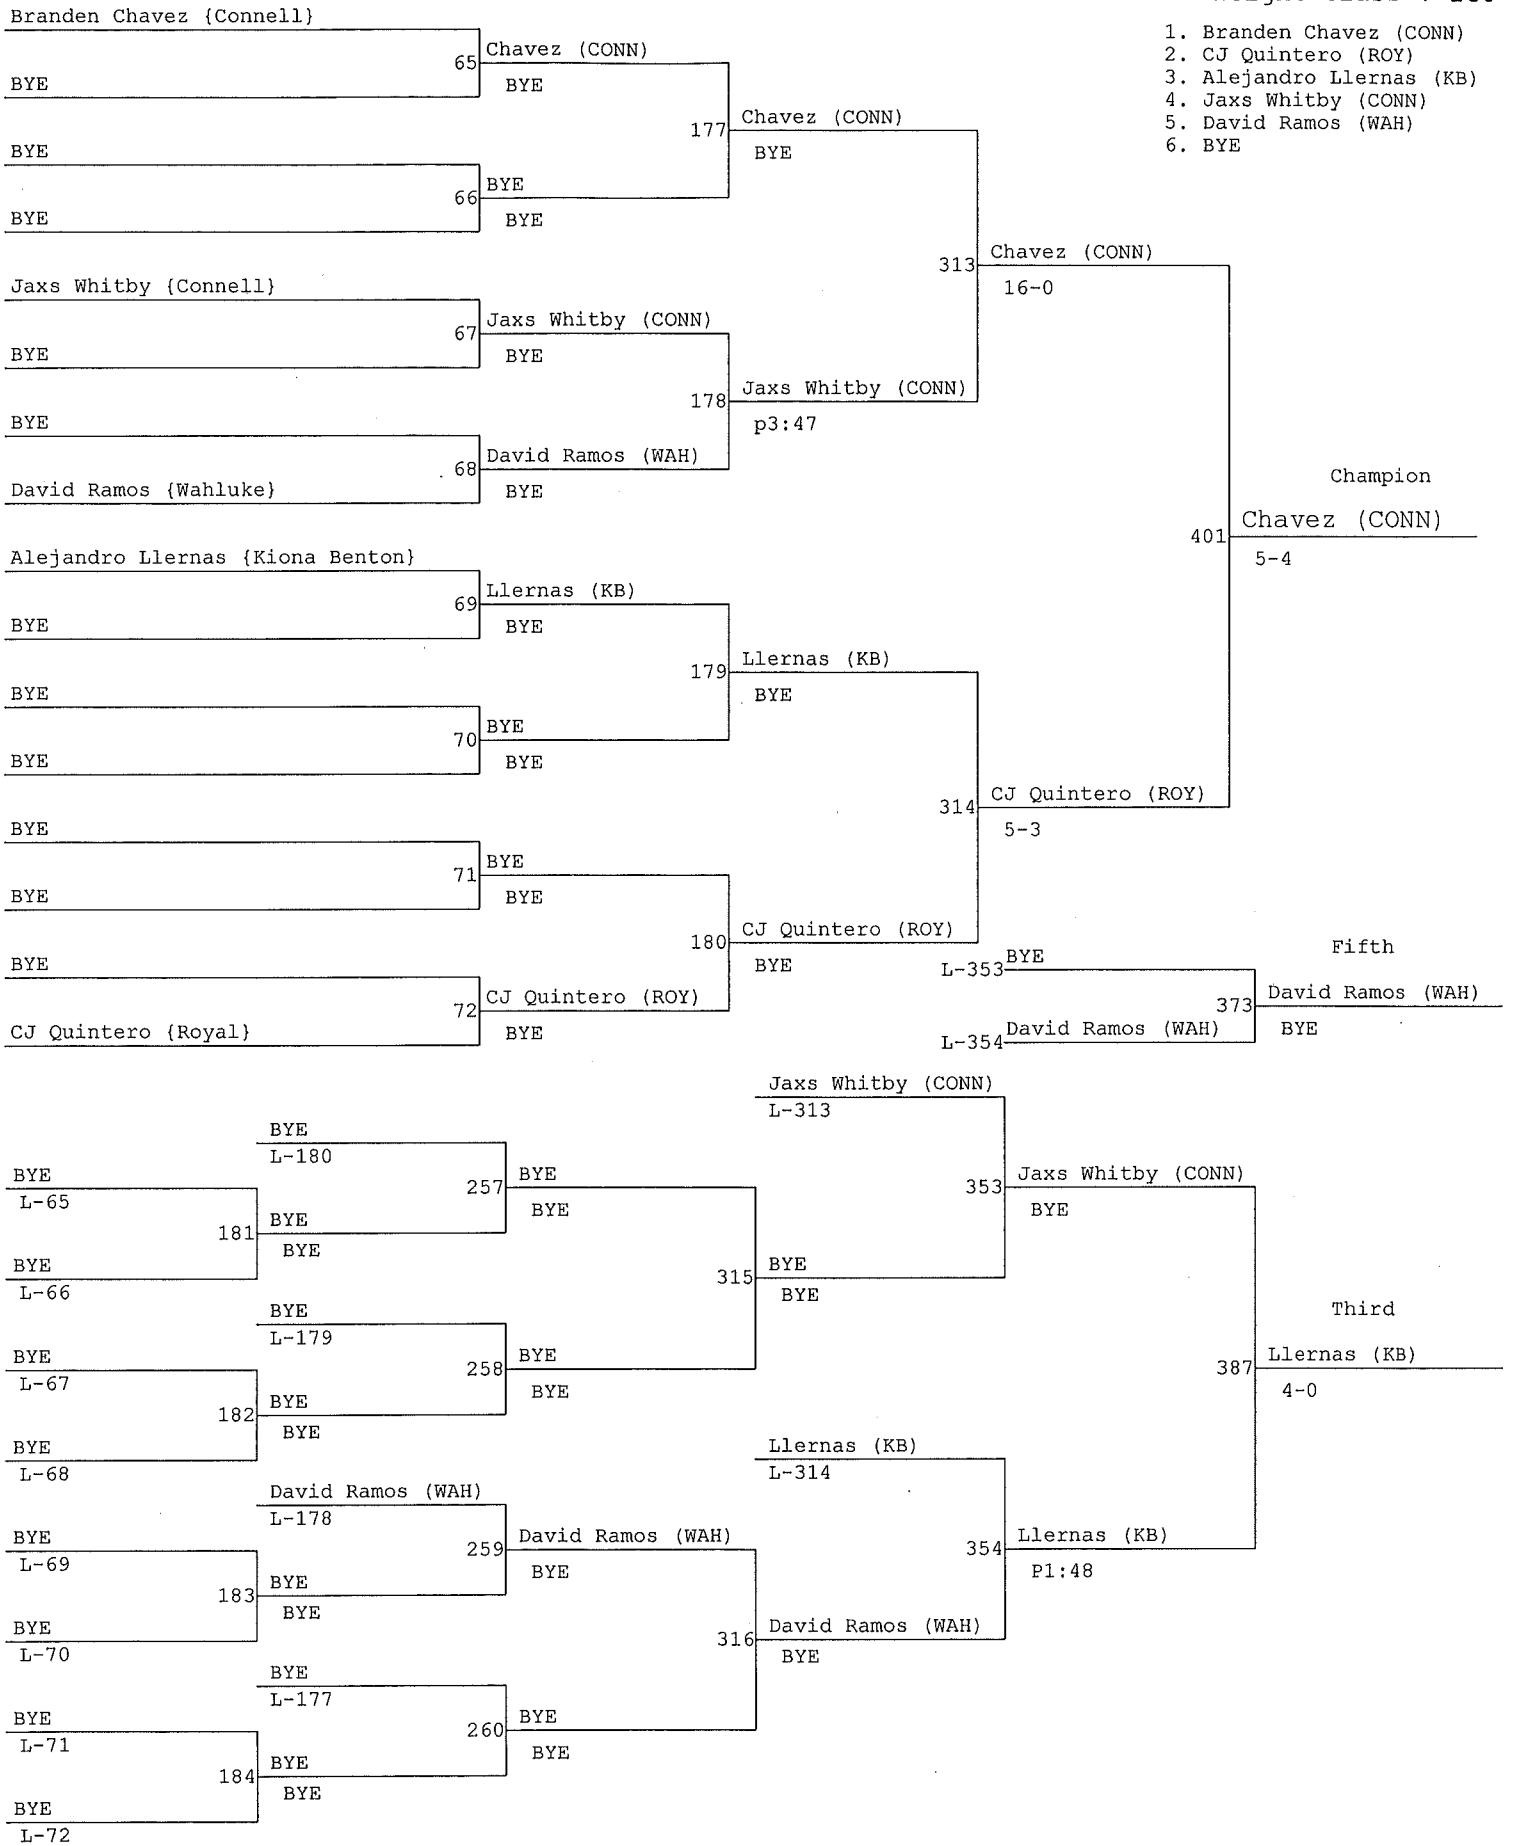 Branden Chavez {Connell}
BYE
65
Chavez (CONN)
BYE
BYE
BYE
66
BYE
BYE
177
Chavez (CONN)
BYE
Jaxs Whitby {Connell}
BYE
67
Jaxs Whitby (CONN)
BYE
BYE
David Ramos {Wahluke}
68
David Ramos (WAH)
BYE
178
Jaxs Whitby (CONN)
p3:47
313
Chavez (CONN)
16-0
Alejandro Llernas {Kiona Benton}
BYE
69
Llernas (KB)
BYE
BYE
BYE
70
BYE
BYE
179
Llernas (KB)
BYE
BYE
BYE
71
BYE
BYE
BYE
CJ Quintero {Royal}
72
CJ Quintero (ROY)
BYE
180
CJ Quintero (ROY)
BYE
314
CJ Quintero (ROY)
5-3
Champion
401
Chavez (CONN)
5-4
1. Branden Chavez (CONN)
2. CJ Quintero (ROY)
3. Alejandro Llernas (KB)
4. Jaxs Whitby (CONN)
5. David Ramos (WAH)
6. BYE
Fifth
L-353
BYE
L-354
David Ramos (WAH)
373
David Ramos (WAH)
BYE
BYE
L-65
BYE
L-66
181
BYE
BYE
BYE
L-180
257
BYE
BYE
BYE
L-67
BYE
L-68
182
BYE
BYE
BYE
L-179
258
BYE
BYE
315
BYE
BYE
Jaxs Whitby (CONN)
L-313
353
Jaxs Whitby (CONN)
BYE
BYE
L-69
BYE
L-70
183
BYE
BYE
David Ramos (WAH)
L-178
259
David Ramos (WAH)
BYE
BYE
L-71
BYE
L-72
184
BYE
BYE
BYE
L-177
260
BYE
BYE
316
David Ramos (WAH)
BYE
Llernas (KB)
L-314
354
Llernas (KB)
P1:48
Third
387
Llernas (KB)
4-0